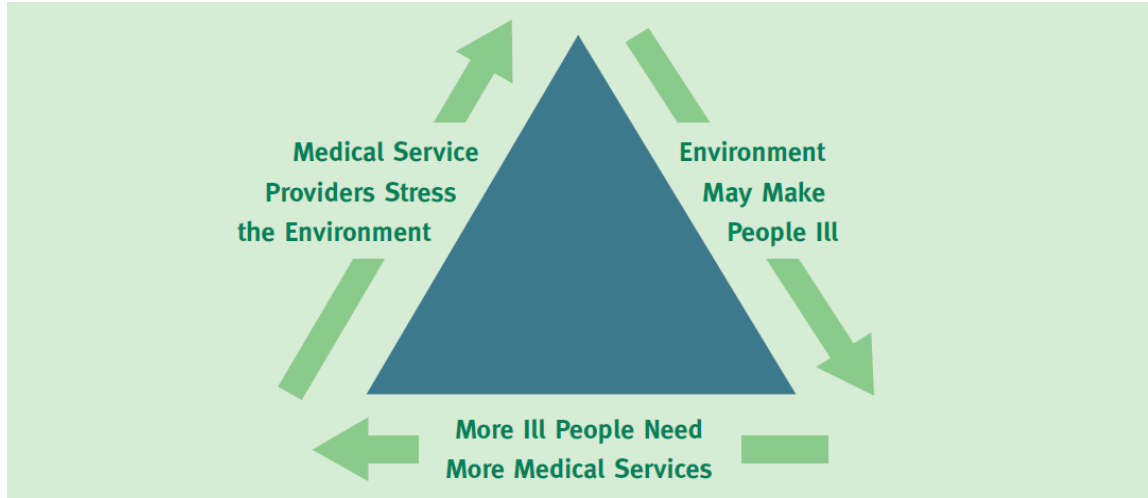 Medical Service
Providers Stress
the Environment
Environment
May Make
People Ill
More Ill People Need
More Medical Services